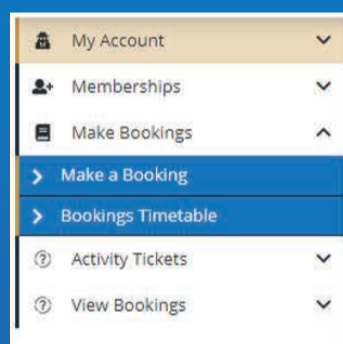 My Account
Memberships
Make Bookings
Make a Booking
Bookings Timetable
Activity Tickets
View Bookings